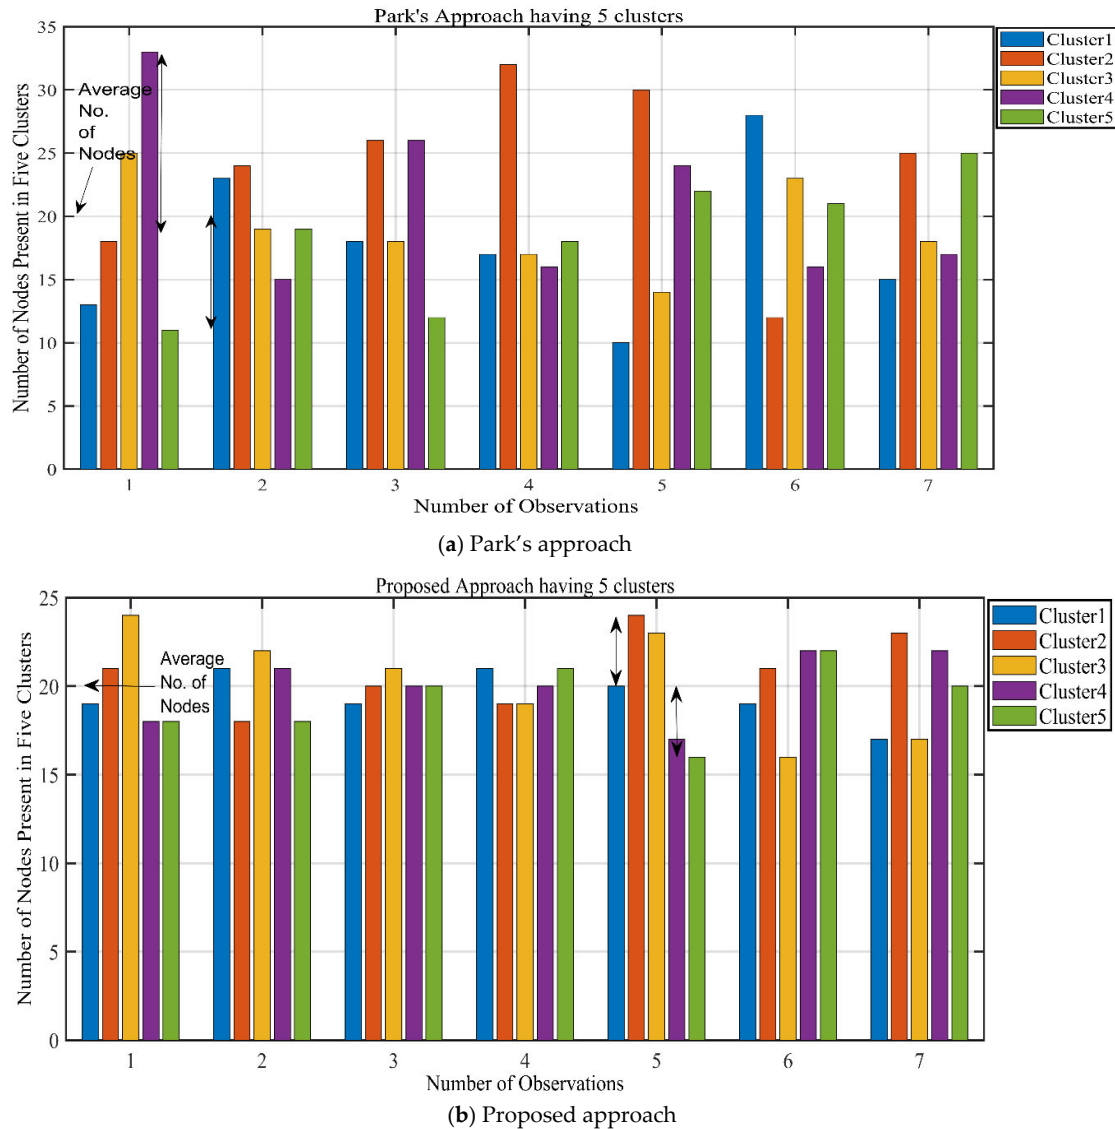 Park's Approach having 5 clusters
35
30
25
20
15
10
5
0
Number of Nodes Present in Five Clusters
Average
No.
of
Nodes
Cluster1
Cluster2
Cluster3
Cluster4
Cluster5
1 2 3 4 5 6 7
Number of Observations
(a) Park’s approach
Proposed Approach having 5 clusters
25
20
15
10
5
0
Number of Nodes Present in Five Clusters
Average
No. of
Nodes
Cluster1
Cluster2
Cluster3
Cluster4
Cluster5
1 2 3 4 5 6 7
Number of Observations
(b) Proposed approach